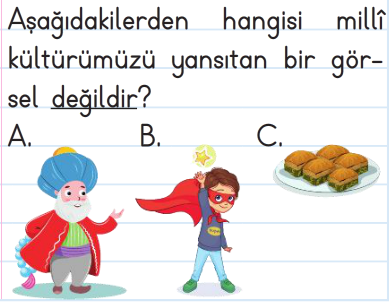 Aşağıdakilerden hangisi millî
kültürümüzü yansıtan bir gör-
sel değildir?
A. B. C.